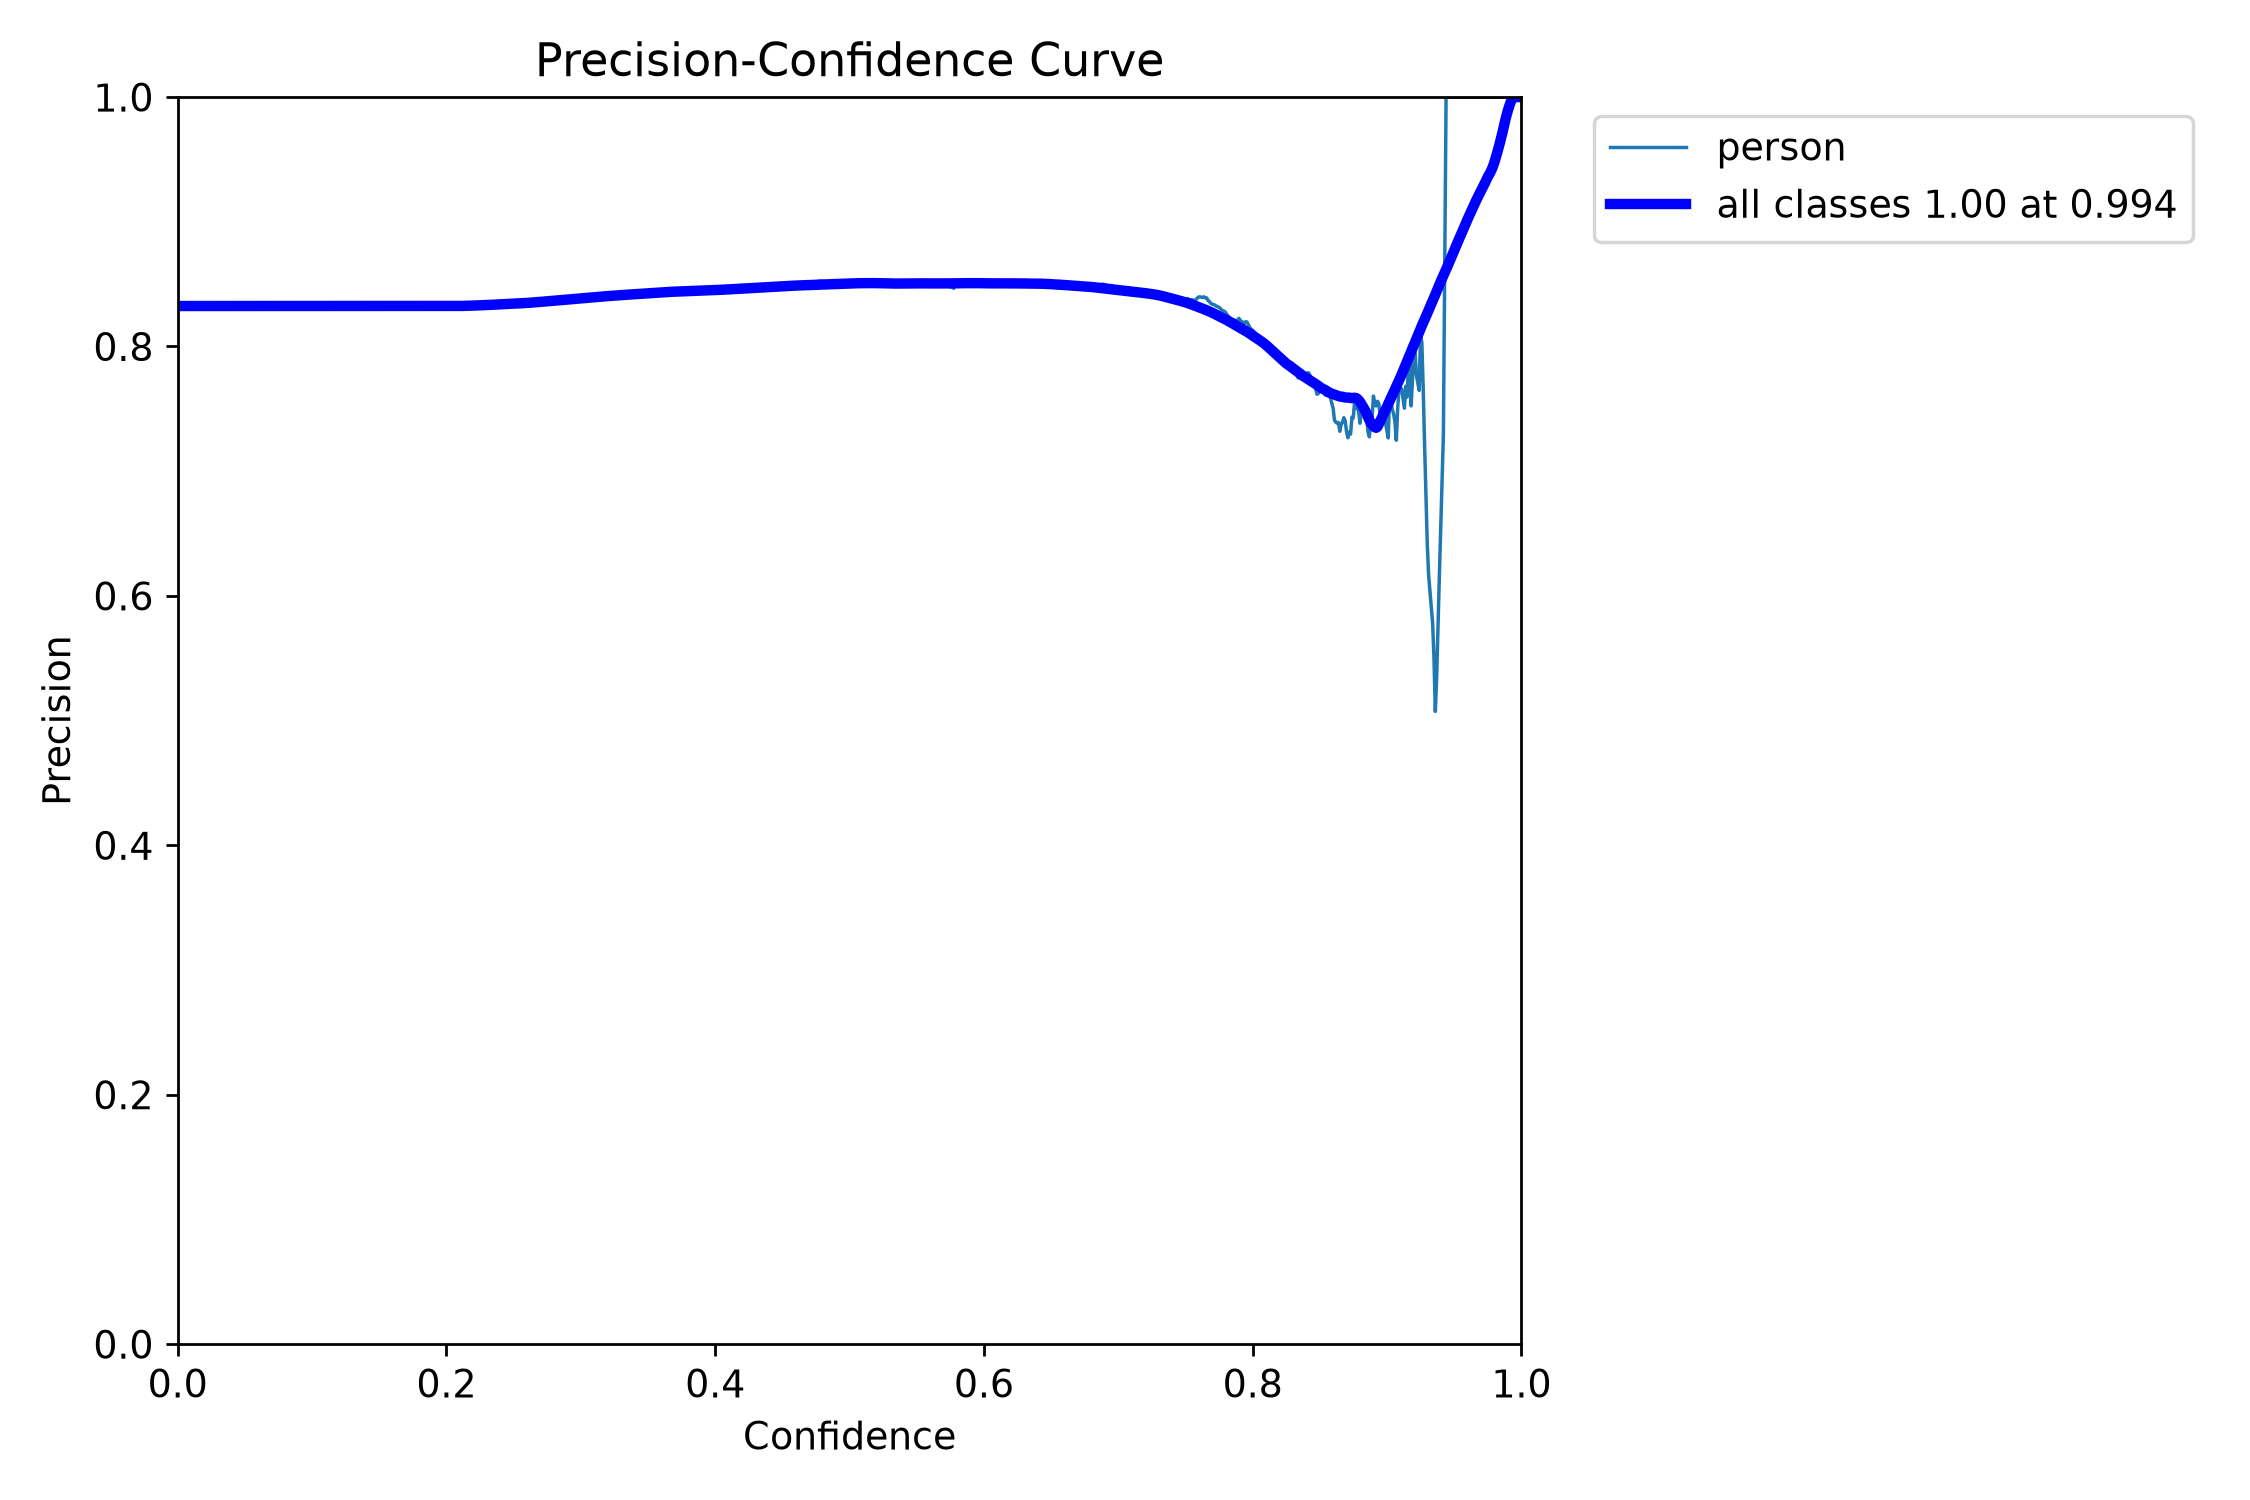 Precision-Confidence Curve
1.0
0.8
0.6
0.4
0.2
0.0
Precision
0.0 0.2 0.4 0.6 0.8 1.0
Confidence
person
all classes 1.00 at 0.994